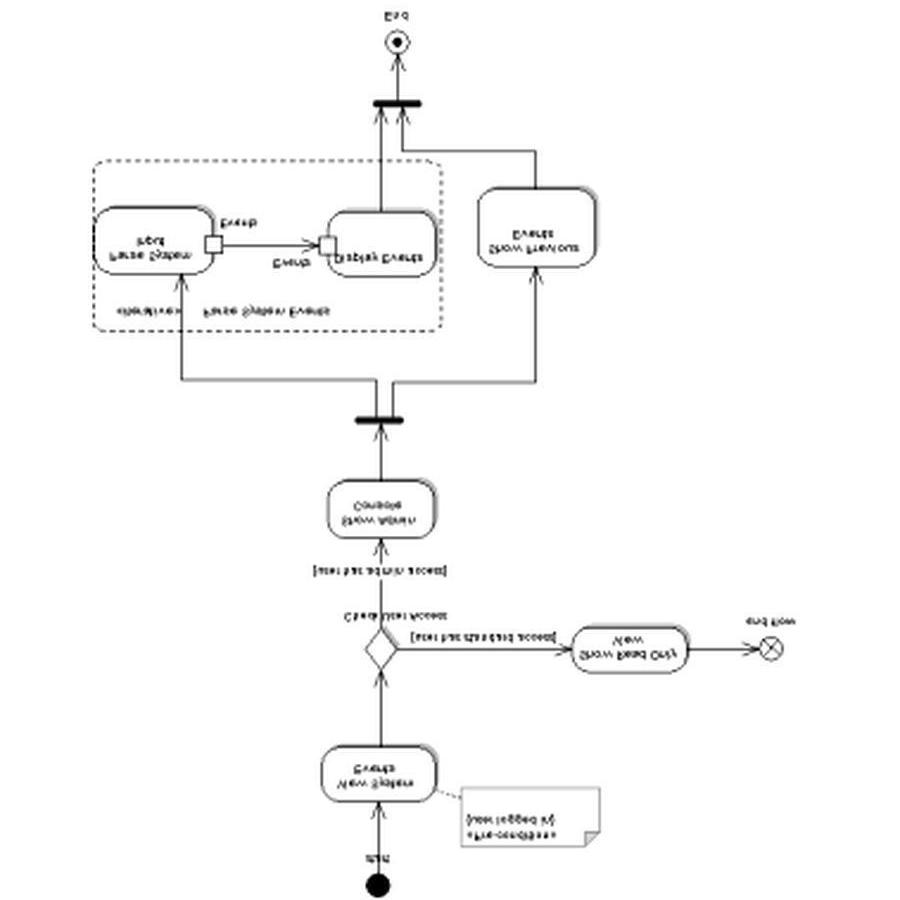 start
View System
Events
«Pre-condition»
{user logged in}
[user has standard access]
Show Read Only
View
end flow
Check User Access
[user has admin access]
Show Admin
Console
«iterative»
Parse System Events
Parse System
Input
Events
Events
Display Events
Show Previous
Events
End